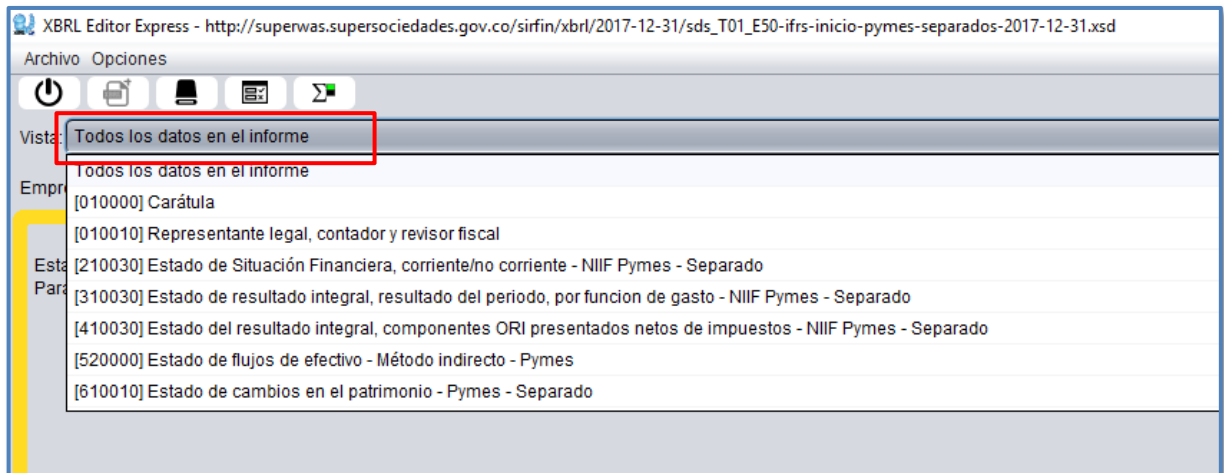 XBRL Editor Express - http://superwas.supersociedades.gov.co/sirfin/xbrl/2017-12-31/sds_T01_E50-ifrs-inicio-pymes-separados-2017-12-31.xsd
Archivo Opciones
Vista: Todos los datos en el informe
Todos los datos en el informe
Empre
[010000] Carátula
[010010] Representante legal, contador y revisor fiscal
Esta
[210030] Estado de Situación Financiera, corriente/no corriente - NIIF Pymes - Separado
Para
[310030] Estado de resultado integral, resultado del periodo, por funcion de gasto - NIIF Pymes - Separado
[410030] Estado del resultado integral, componentes ORI presentados netos de impuestos - NIIF Pymes - Separado
[520000] Estado de flujos de efectivo - Método indirecto - Pymes
[610010] Estado de cambios en el patrimonio - Pymes - Separado